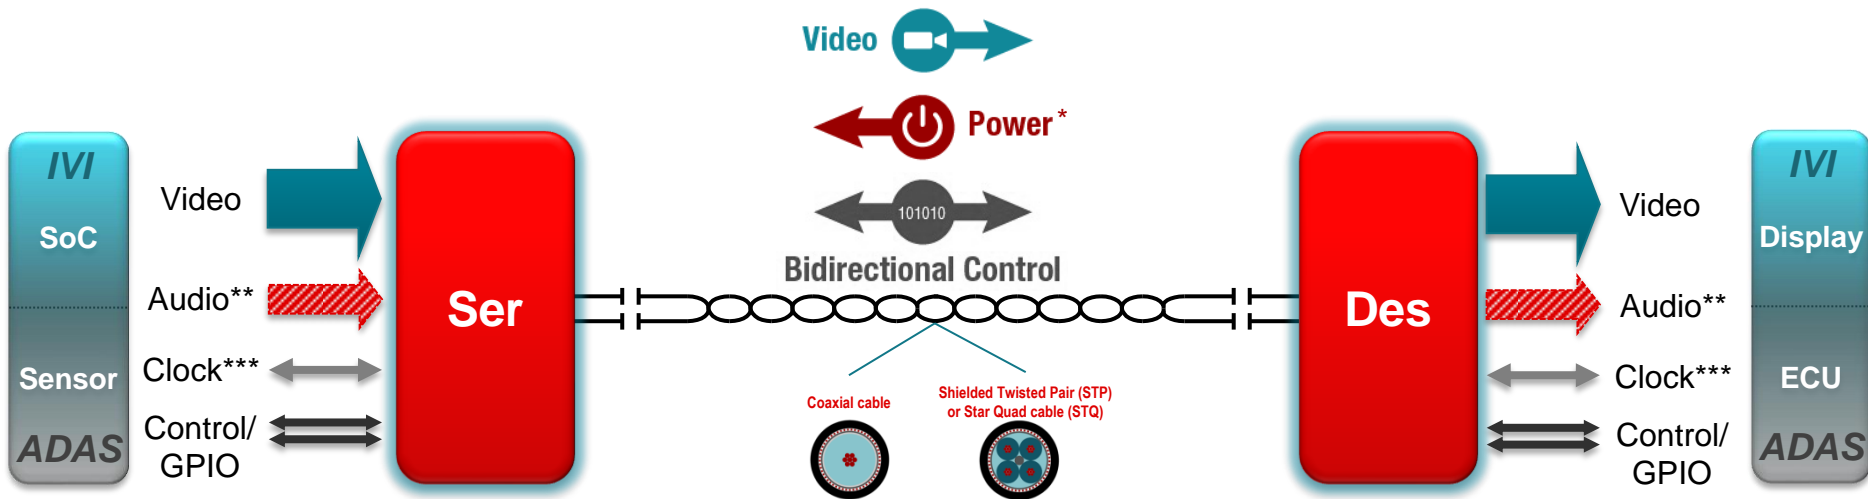 Video
Power*
101010
Bidirectional Control
IVI
SoC
Sensor
ADAS
Video
Audio**
Clock***
Control/
GPIO
Ser
Coaxial cable
Shielded Twisted Pair (STP)
or Star Quad cable (STQ)
Des
Video
Audio**
Clock***
Control/
GPIO
IVI
Display
ECU
ADAS